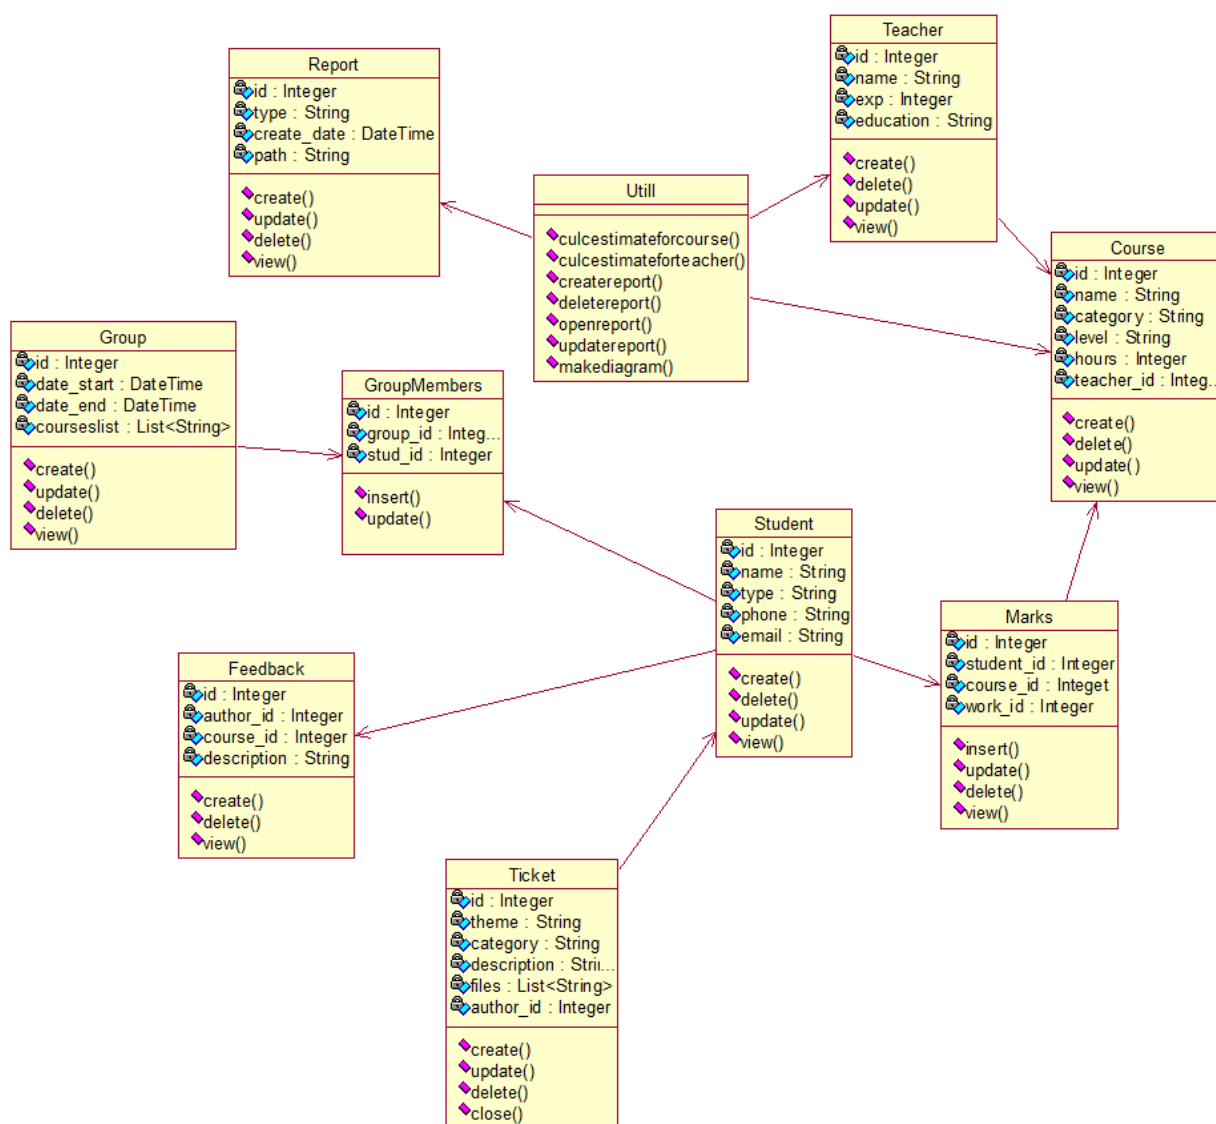 Teacher
id : Integer
name : String
exp : Integer
education : String
create()
delete()
update()
view()
Report
id : Integer
type : String
create_date : DateTime
path : String
create()
update()
delete()
view()
Utill
culcestimateforcourse()
culcestimateforteacher()
createreport()
deletereport()
openreport()
updatereport()
makediagram()
Course
id : Integer
name : String
category : String
level : String
hours : Integer
teacher_id : Integ...
create()
delete()
update()
view()
Group
id : Integer
date_start : DateTime
date_end : DateTime
courseslist : List<String>
create()
update()
delete()
view()
GroupMembers
id : Integer
group_id : Integ...
stud_id : Integer
insert()
update()
Student
id : Integer
name : String
type : String
phone : String
email : String
create()
delete()
update()
view()
Marks
id : Integer
student_id : Integer
course_id : Integet
work_id : Integer
insert()
update()
delete()
view()
Feedback
id : Integer
author_id : Integer
course_id : Integer
description : String
create()
delete()
view()
Ticket
id : Integer
theme : String
category : String
description : Strin...
files : List<String>
author_id : Integer
create()
update()
delete()
close()